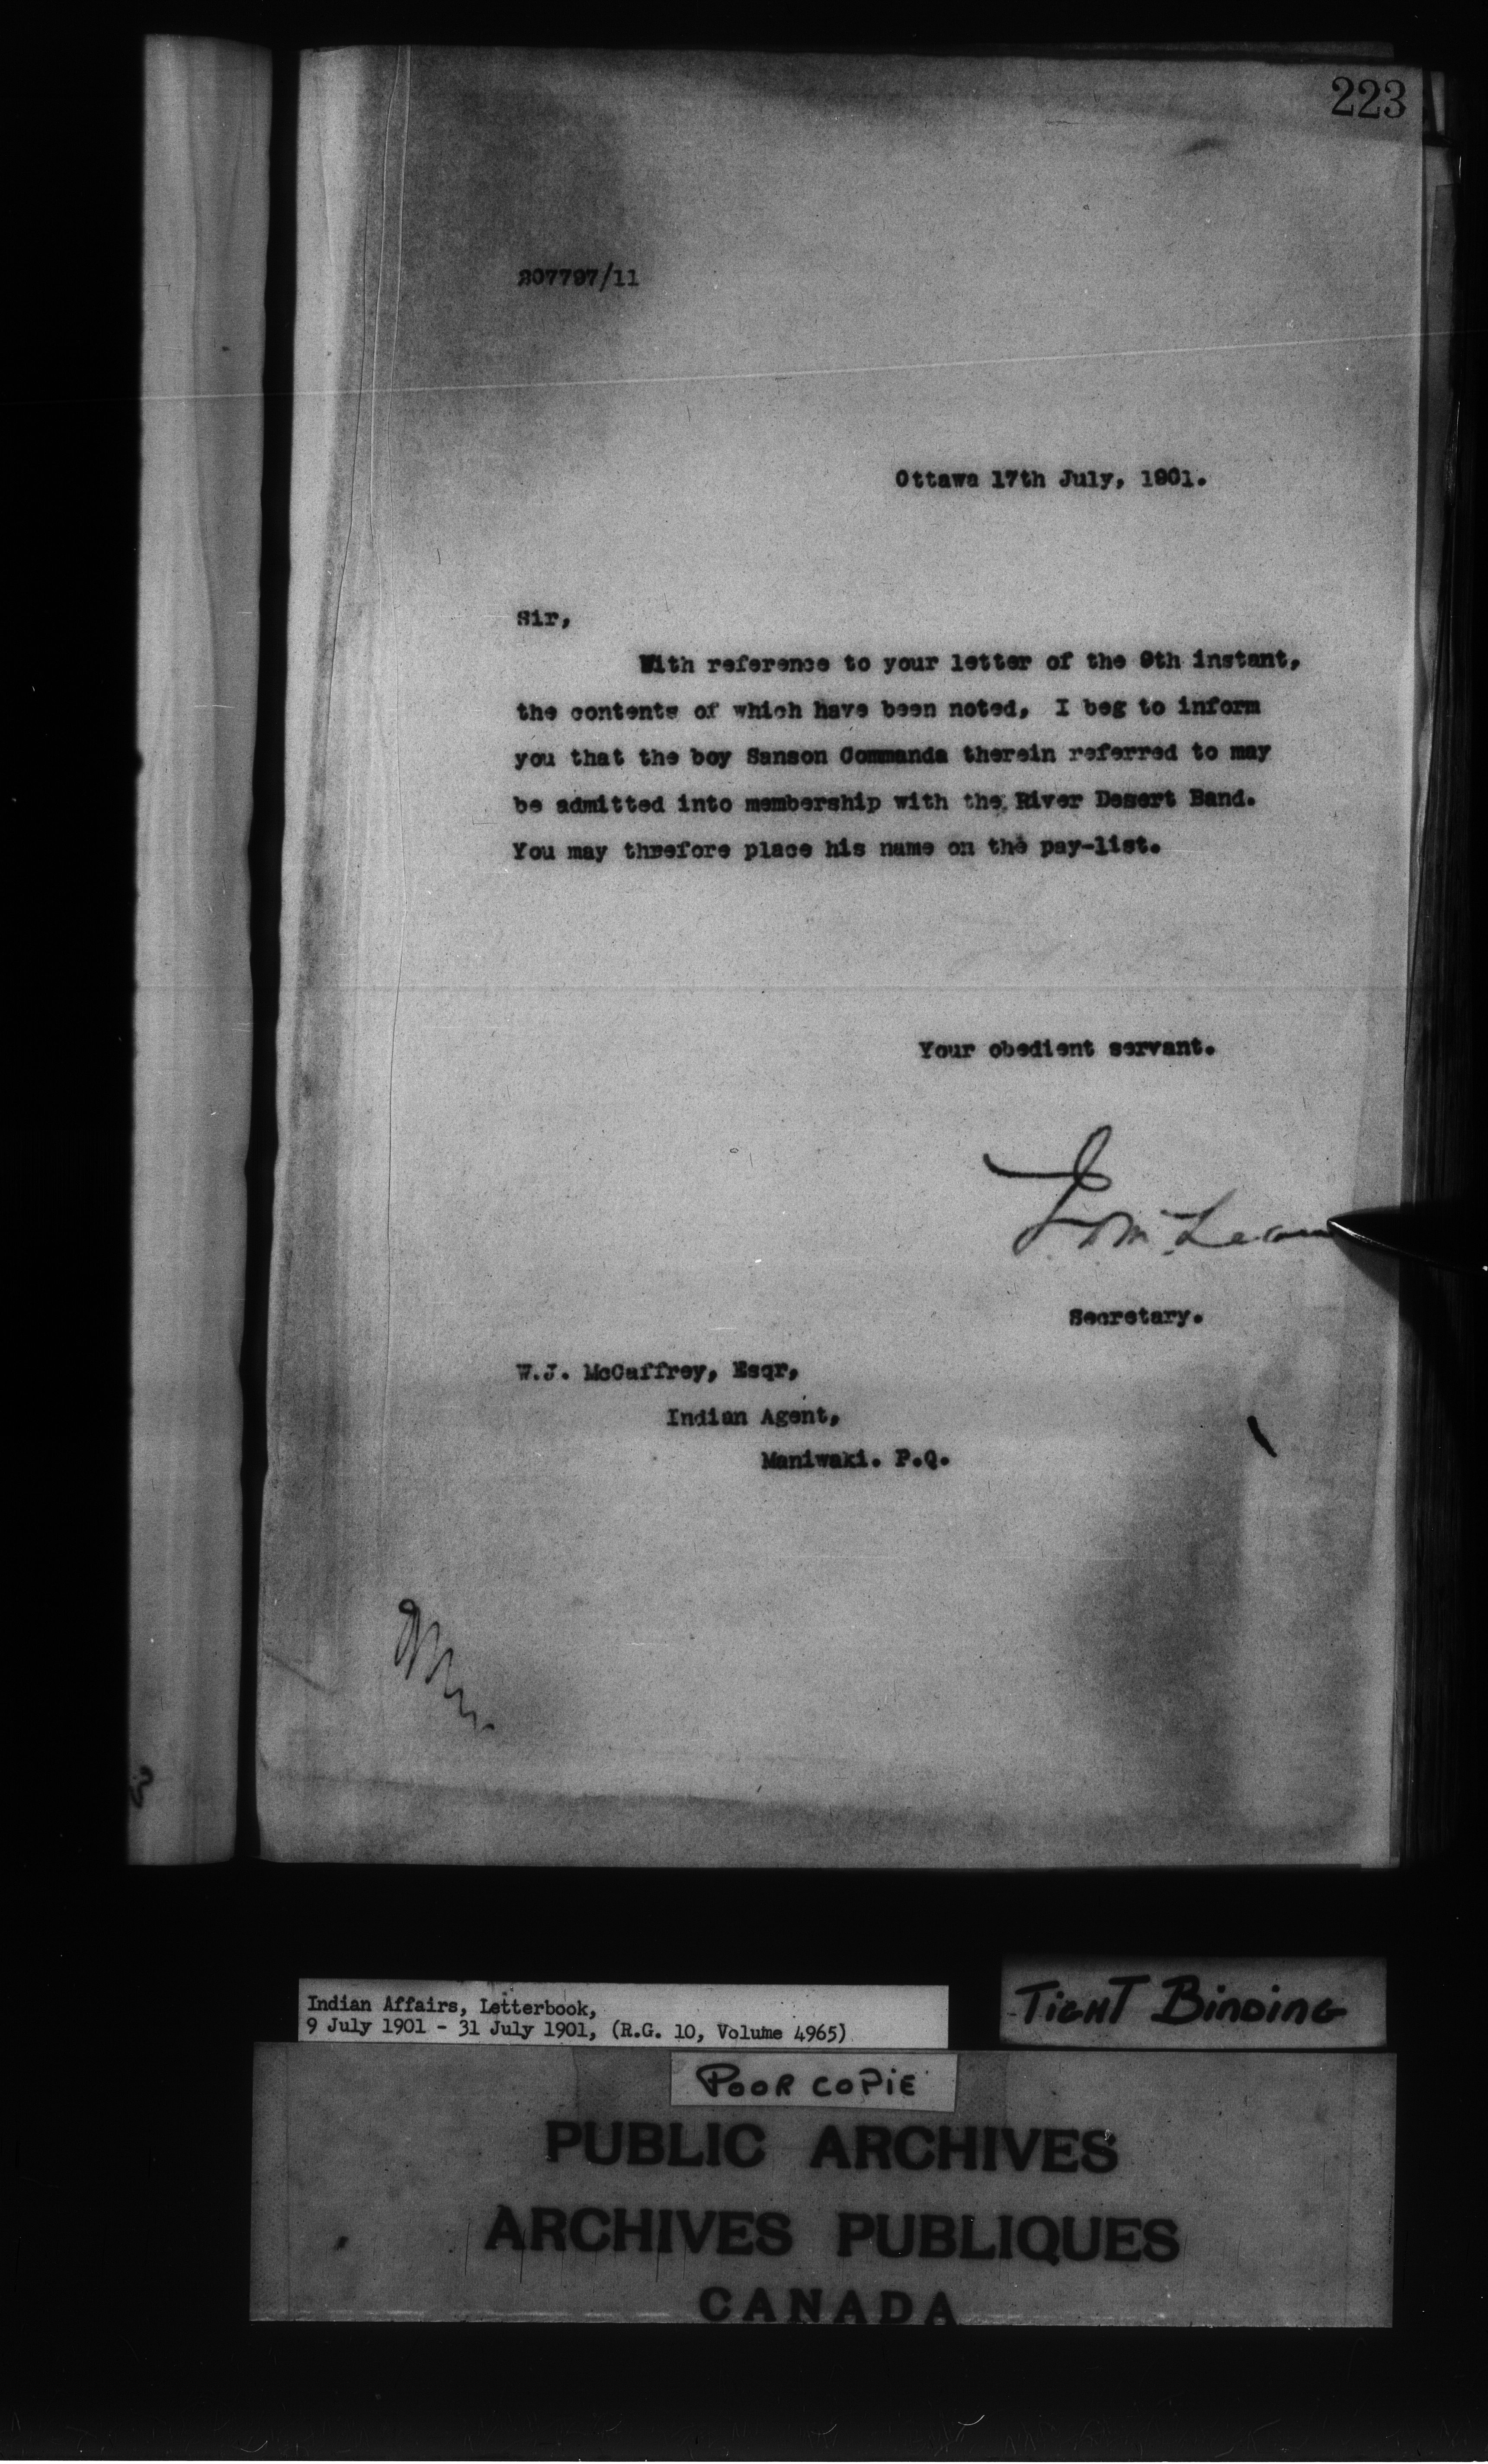 223
207797/11
Ottawa 17th July, 1901.
Sir,
With reference to your letter of the 9th instant,
the contents of which have been noted, I beg to inform
you that the boy Sanson Commanda therein referred to may
be admitted into membership with the River Desert Band.
You may threfore place his name on the pay-list.
Your obedient servant.
Secretary.
W.J. McCaffrey, Esqr,
Indian Agent,
Maniwaki. P.Q.
Indian Affairs, Letterbook,
9 July 1901 - 31 July 1901, (R.G. 10, Volume 4965)
TIGHT BINDING
POOR COPIE
PUBLIC ARCHIVES
ARCHIVES PUBLIQUES
CANADA